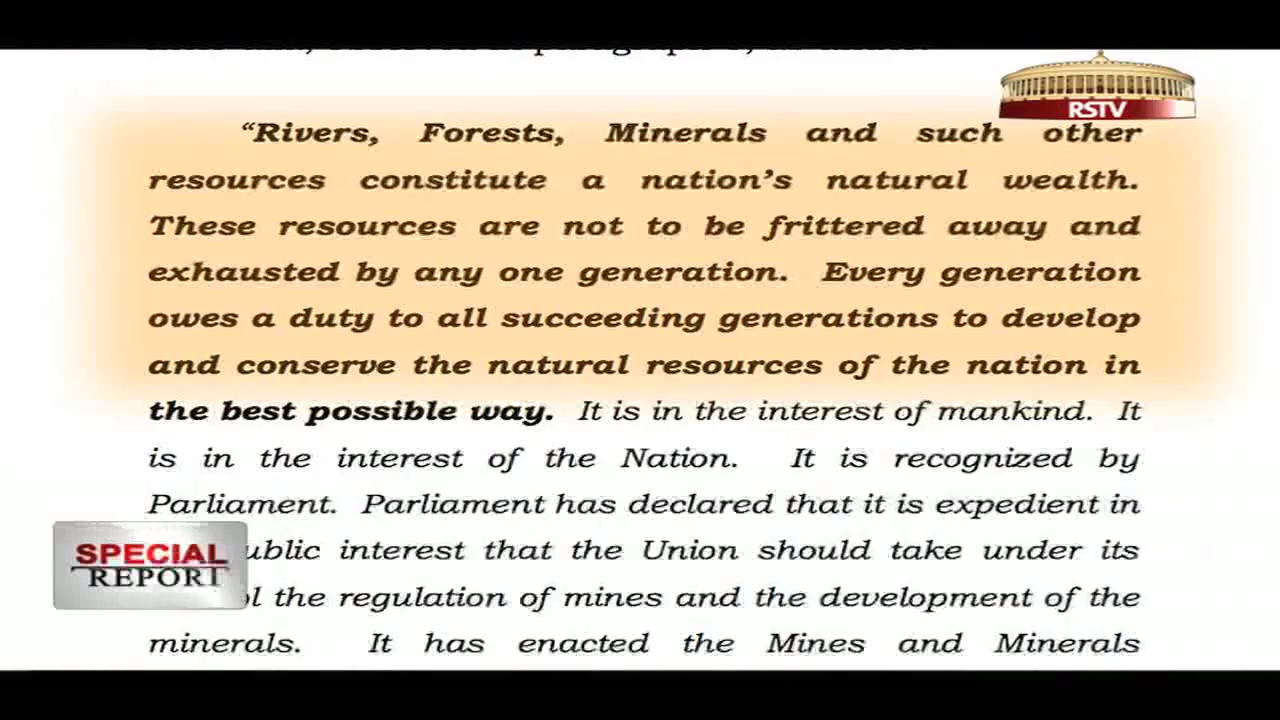 RSTV
“Rivers, Forests, Minerals and such other
resources constitute a nation’s natural wealth.
These resources are not to be frittered away and
exhausted by any one generation. Every generation
owes a duty to all succeeding generations to develop
and conserve the natural resources of the nation in
the best possible way. It is in the interest of mankind. It
is in the interest of the Nation. It is recognized by
Parliament. Parliament has declared that it is expedient in
interest that the Union should take under its
the regulation of mines and the development of the
minerals. It has enacted the Mines and Minerals
SPECIAL
REPORT